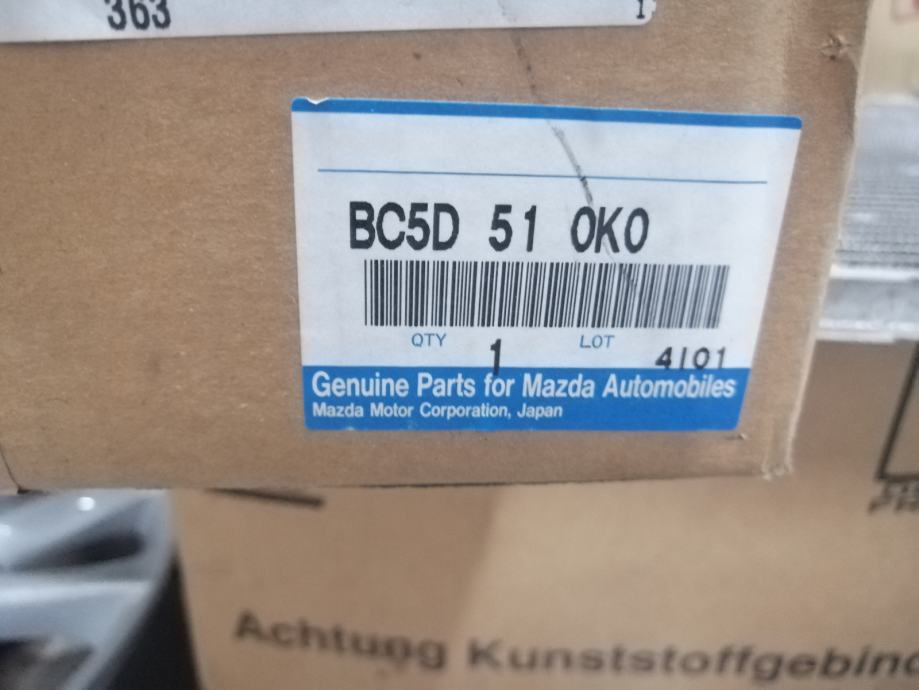 363
1
BC5D 51 0K0
QTY 1 LOT 4101
Genuine Parts for Mazda Automobiles
Mazda Motor Corporation, Japan
Achtung Kunststoffgebind